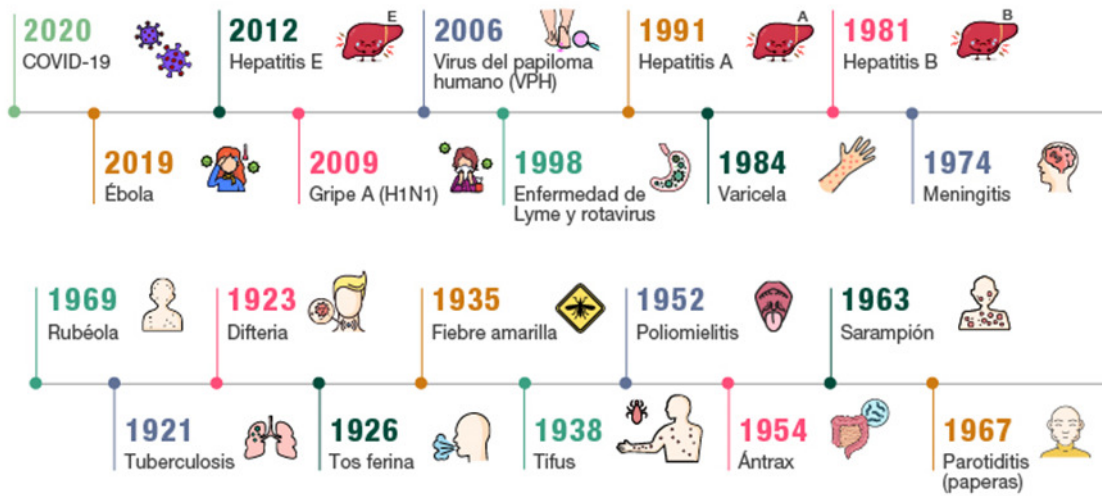 2020
COVID-19
2012
Hepatitis E
E
2006
Virus del papiloma
humano (VPH)
1991
Hepatitis A
A
1981
Hepatitis B
B
2019
Ébola
2009
Gripe A (H1N1)
1998
Enfermedad de
Lyme y rotavirus
1984
Varicela
1974
Meningitis
1969
Rubéola
1923
Difteria
1935
Fiebre amarilla
1952
Poliomielitis
1963
Sarampión
1921
Tuberculosis
1926
Tos ferina
1938
Tifus
1954
Ántrax
1967
Parotiditis
(paperas)